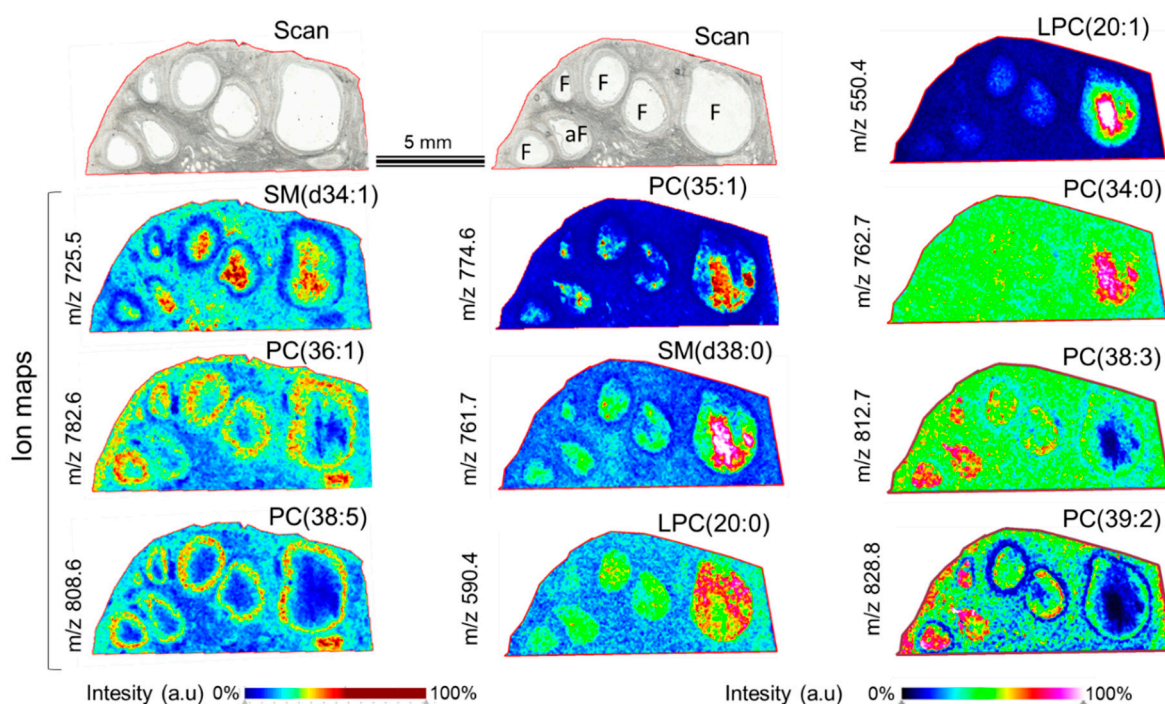 Scan
Scan
LPC(20:1)
F
F
F
F
aF
F
5 mm
m/z 550.4
SM(d34:1)
PC(35:1)
PC(34:0)
m/z 725.5
m/z 774.6
m/z 762.7
PC(36:1)
SM(d38:0)
PC(38:3)
Ion maps
m/z 782.6
m/z 761.7
m/z 812.7
PC(38:5)
LPC(20:0)
PC(39:2)
m/z 808.6
m/z 590.4
m/z 828.8
Intesity (a.u) 0% 100%
Intesity (a.u) 0% 100%